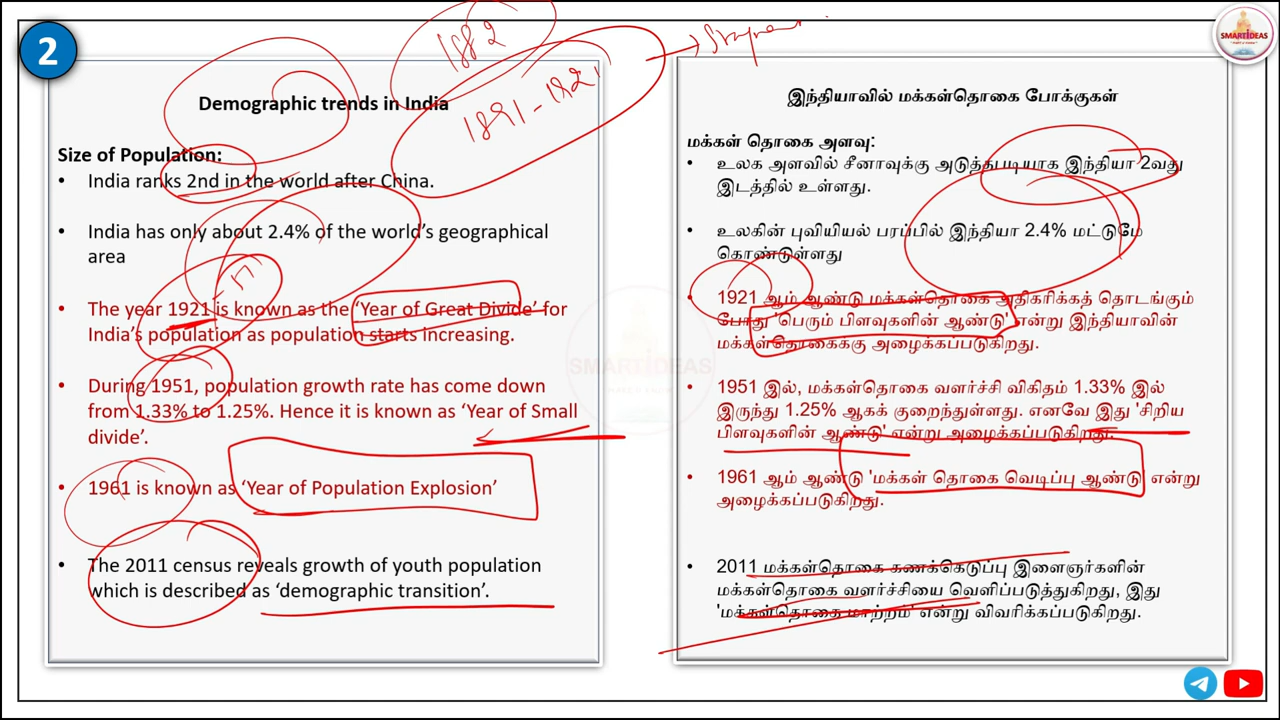 2
1882
1891-1921
SMART IDEAS
Demographic trends in India
Size of Population:
• India ranks 2nd in the world after China.
• India has only about 2.4% of the world's geographical
area
• The year 1921 is known as the 'Year of Great Divide' for
India's population as population starts increasing.
• During 1951, population growth rate has come down
from 1.33% to 1.25%. Hence it is known as 'Year of Small
divide'.
• 1961 is known as 'Year of Population Explosion'
• The 2011 census reveals growth of youth population
which is described as 'demographic transition'.
இந்தியாவில் மக்கள்தொகை போக்குகள்
மக்கள் தொகை அளவு:
• உலக அளவில் சீனாவுக்கு அடுத்தபடியாக இந்தியா 2வது
இடத்தில் உள்ளது.
• உலகின் புவியியல் பரப்பில் இந்தியா 2.4% மட்டுமே
கொண்டுள்ளது
• 1921 ஆம் ஆண்டு மக்கள்தொகை அதிகரிக்கத் தொடங்கும்
போது 'பெரும் பிளவுகளின் ஆண்டு' என்று இந்தியாவின்
மக்கள்தொகைககு அழைக்கப்படுகிறது.
• 1951 இல், மக்கள்தொகை வளர்ச்சி விகிதம் 1.33% இல்
இருந்து 1.25% ஆகக் குறைந்துள்ளது. எனவே இது 'சிறிய
பிளவுகளின் ஆண்டு' என்று அழைக்கப்படுகிறது.
• 1961 ஆம் ஆண்டு 'மக்கள் தொகை வெடிப்பு ஆண்டு' என்று
அழைக்கப்படுகிறது.
• 2011 மக்கள்தொகை கணக்கெடுப்பு இளைஞர்களின்
மக்கள்தொகை வளர்ச்சியை வெளிப்படுத்துகிறது, இது
'மக்கள்தொகை மாற்றம்' என்று விவரிக்கப்படுகிறது.
SMART IDEAS